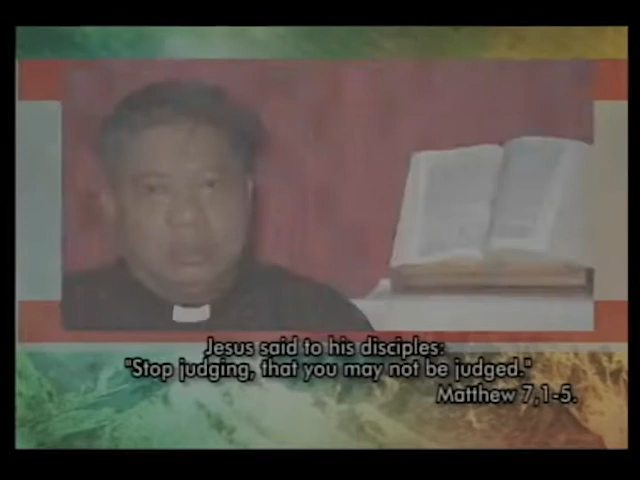 Jesus said to his disciples:
"Stop judging, that you may not be judged."
Matthew 7,1-5.